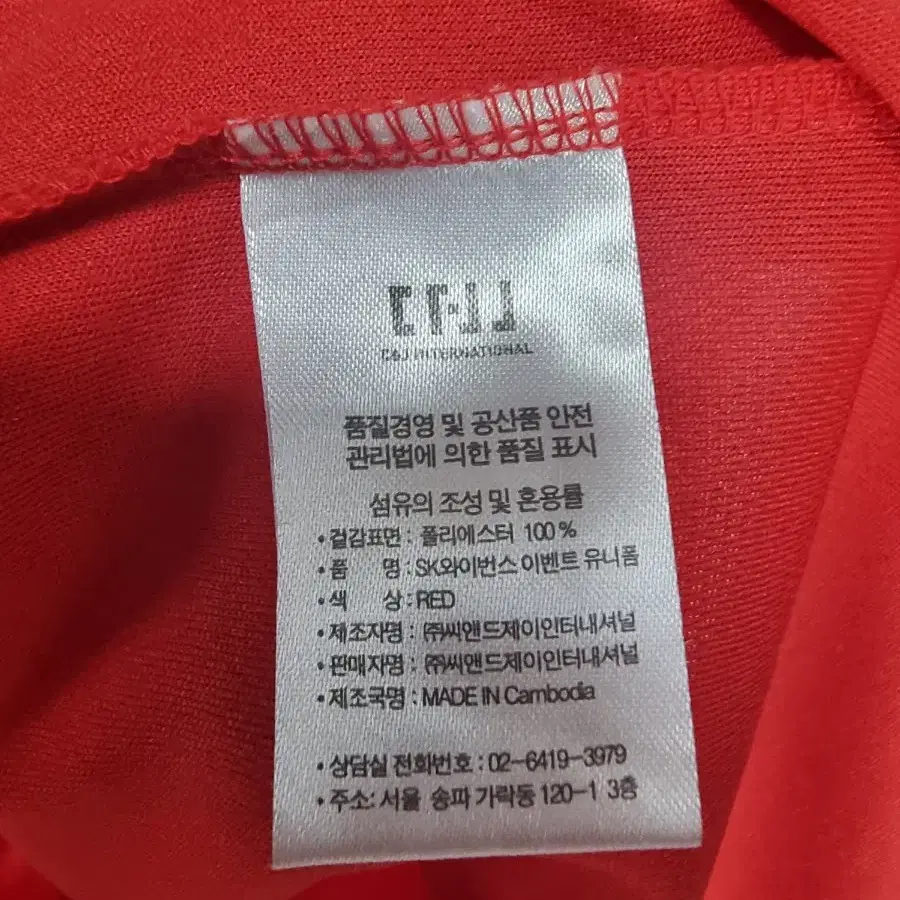 C&J
C&J INTERNATIONAL
품질경영 및 공산품 안전
관리법에 의한 품질 표시
섬유의 조성 및 혼용률
• 겉감표면 : 폴리에스터 100 %
• 품 명 : SK와이번스 이벤트 유니폼
• 색 상 : RED
• 제조자명 : ㈜씨앤드제이인터내셔널
• 판매자명 : ㈜씨앤드제이인터내셔널
• 제조국명 : MADE IN Cambodia
• 상담실 전화번호 : 02-6419-3979
• 주소: 서울 송파 가락동 120-1 3층